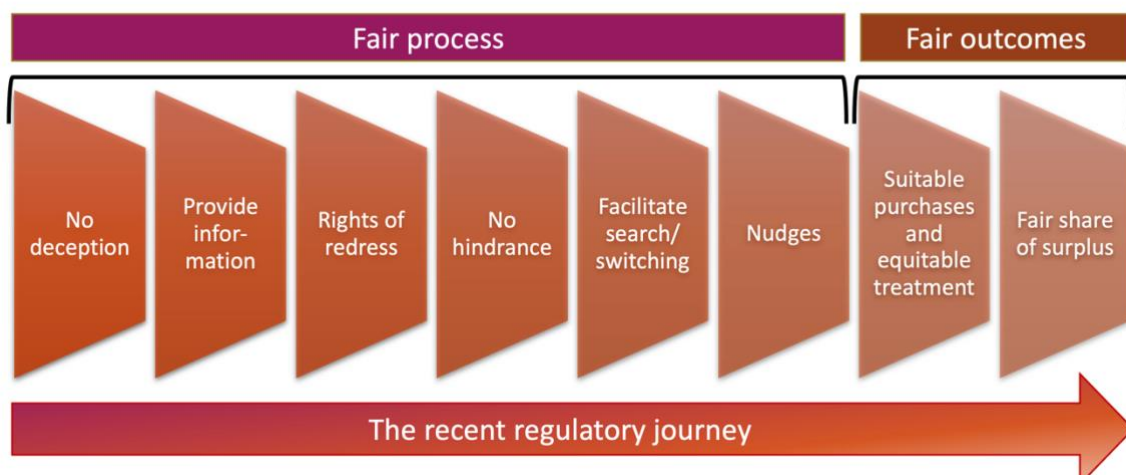 Fair process
Fair outcomes
No
deception
Provide
infor-
mation
Rights of
redress
No
hindrance
Facilitate
search/
switching
Nudges
Suitable
purchases
and
equitable
treatment
Fair share
of surplus
The recent regulatory journey